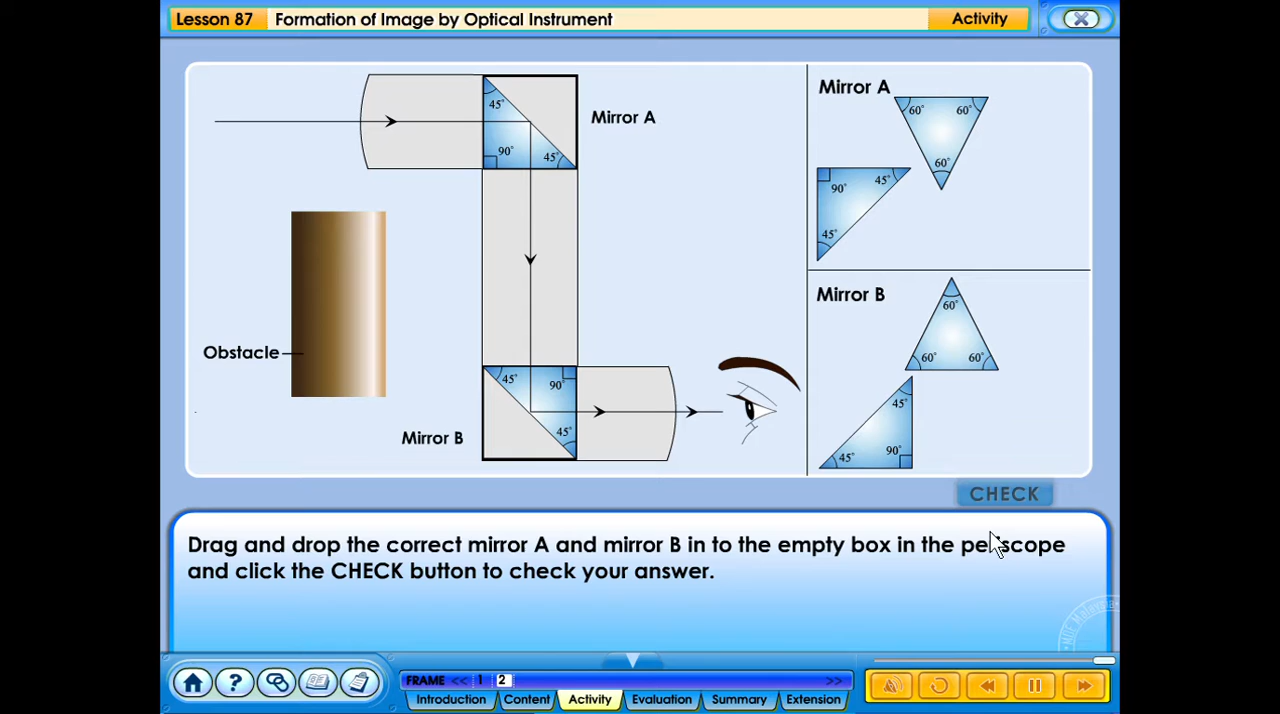 Lesson 87 Formation of Image by Optical Instrument Activity
45°
90° 45°
Mirror A
Obstacle
45° 90°
45°
Mirror B
Mirror A
60° 60°
60°
90° 45°
45°
Mirror B
60°
60° 60°
45°
45° 90°
CHECK
Drag and drop the correct mirror A and mirror B in to the empty box in the periscope
and click the CHECK button to check your answer.
MOE Malaysia
? FRAME << 1 2 >>
Introduction Content Activity Evaluation Summary Extension